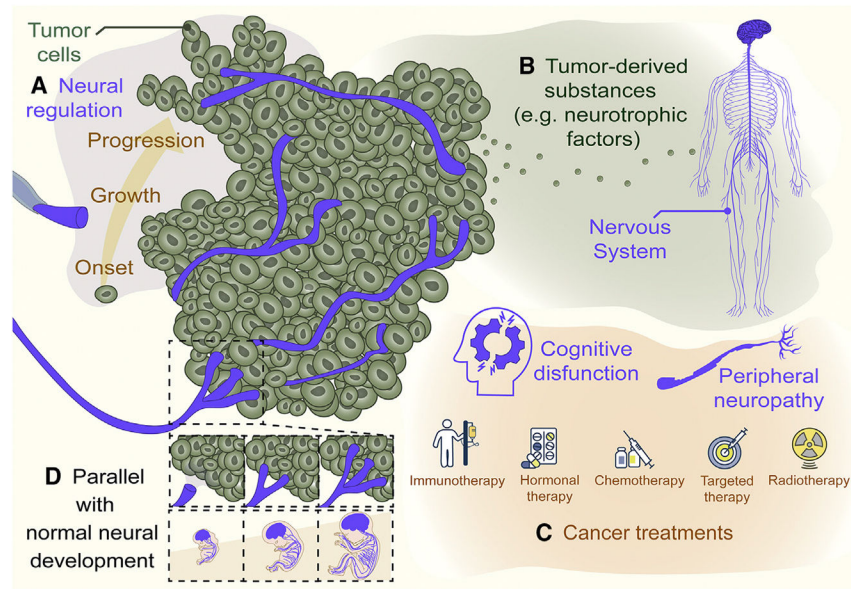 Tumor
cells
A Neural
regulation
Progression
Growth
Onset
B Tumor-derived
substances
(e.g. neurotrophic
factors)
Nervous
System
Cognitive
disfunction
Peripheral
neuropathy
Immunotherapy
Hormonal
therapy
Chemotherapy
Targeted
therapy
Radiotherapy
C Cancer treatments
D Parallel
with
normal neural
development